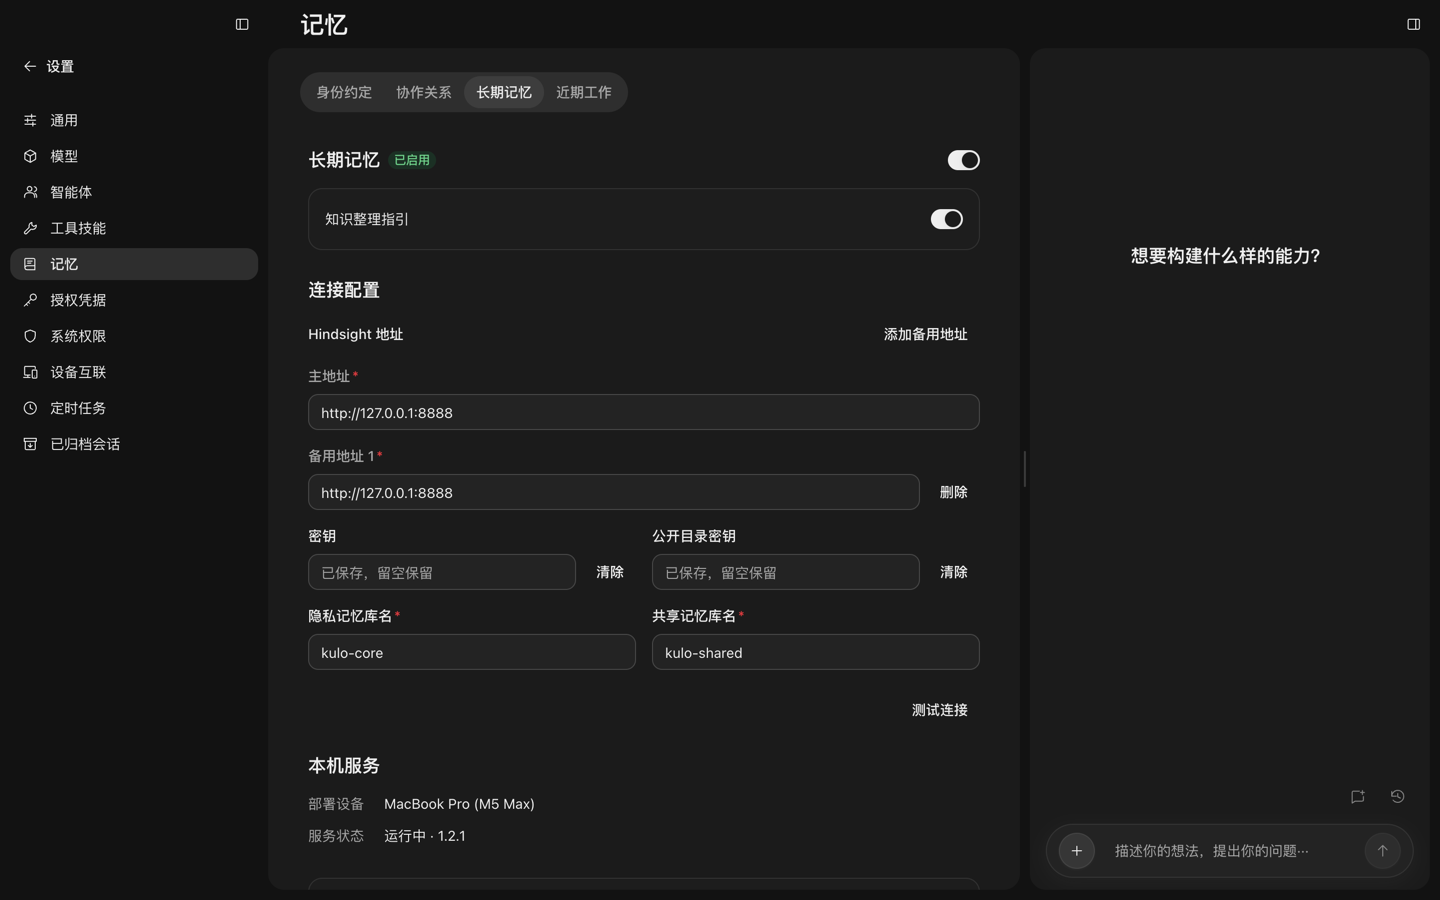 记忆
设置
通用
模型
智能体
工具技能
记忆
授权凭据
系统权限
设备互联
定时任务
已归档会话
身份约定 协作关系 长期记忆 近期工作
长期记忆 已启用
知识整理指引
连接配置
Hindsight 地址 添加备用地址
主地址*
http://127.0.0.1:8888
备用地址 1*
http://127.0.0.1:8888 删除
密钥 公开目录密钥
已保存，留空保留 清除 已保存，留空保留 清除
隐私记忆库名* 共享记忆库名*
kulo-core kulo-shared
测试连接
本机服务
部署设备 MacBook Pro (M5 Max)
服务状态 运行中 · 1.2.1
想要构建什么样的能力?
描述你的想法，提出你的问题…